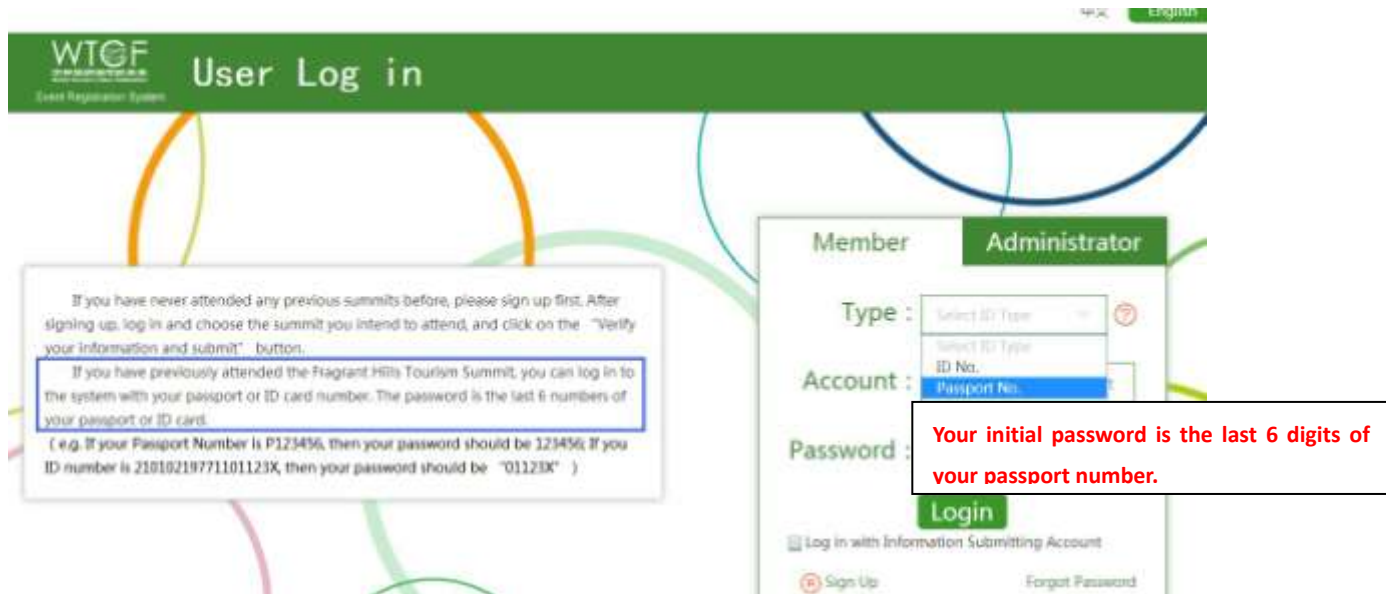 中文 English
WTCF
Event Registration System
User Log in
Member
Administrator
If you have never attended any previous summits before, please sign up first. After
signing up, log in and choose the summit you intend to attend, and click on the "Verify
your information and submit" button.
If you have previously attended the Fragrant Hills Tourism Summit, you can log in to
the system with your passport or ID card number. The password is the last 6 numbers of
your passport or ID card.
( e.g. If your Passport Number is P123456, then your password should be 123456; If you
ID number is 21010219771101123X, then your password should be "01123X" )
Type : Select ID Type
Select ID Type
ID No.
Passport No.
Account :
Password :
Your initial password is the last 6 digits of
your passport number.
Login
Log in with Information Submitting Account
Sign Up Forgot Password